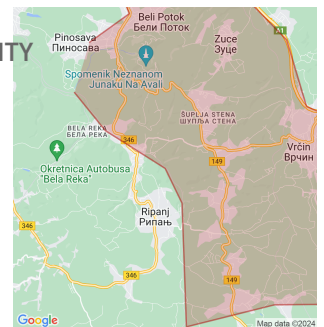 Beli Potok
Бели Поток
Pinosava
Пиносава
Zuce
Зуце
A1
ITY
Spomenik Neznanom
Junaku Na Avali
ŠUPLJA STENA
ШУПЉА СТЕНА
BELA REKA
БЕЛА РЕКА
346
Vrčin
Врчин
149
Okretnica Autobusa
"Bela Reka"
Ripanj
Рипањ
346
346
149
Google
Map data ©2024